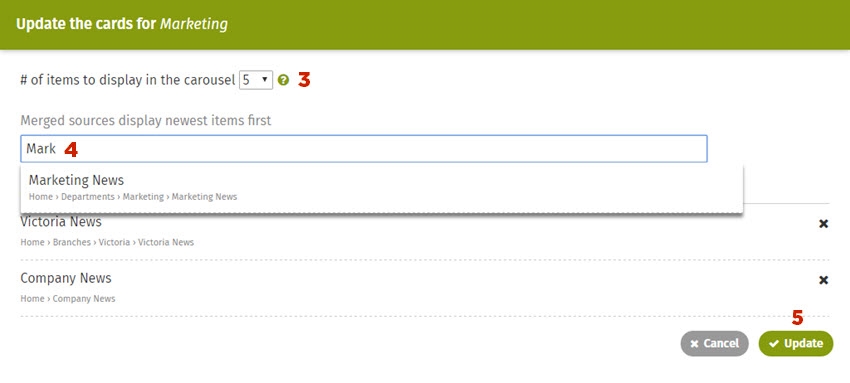 Update the cards for Marketing
# of items to display in the carousel 5 ? 3
Merged sources display newest items first
Mark 4
Marketing News
Home › Departments › Marketing › Marketing News
Victoria News
Home › Branches › Victoria › Victoria News
Company News
Home › Company News
5
Cancel Update